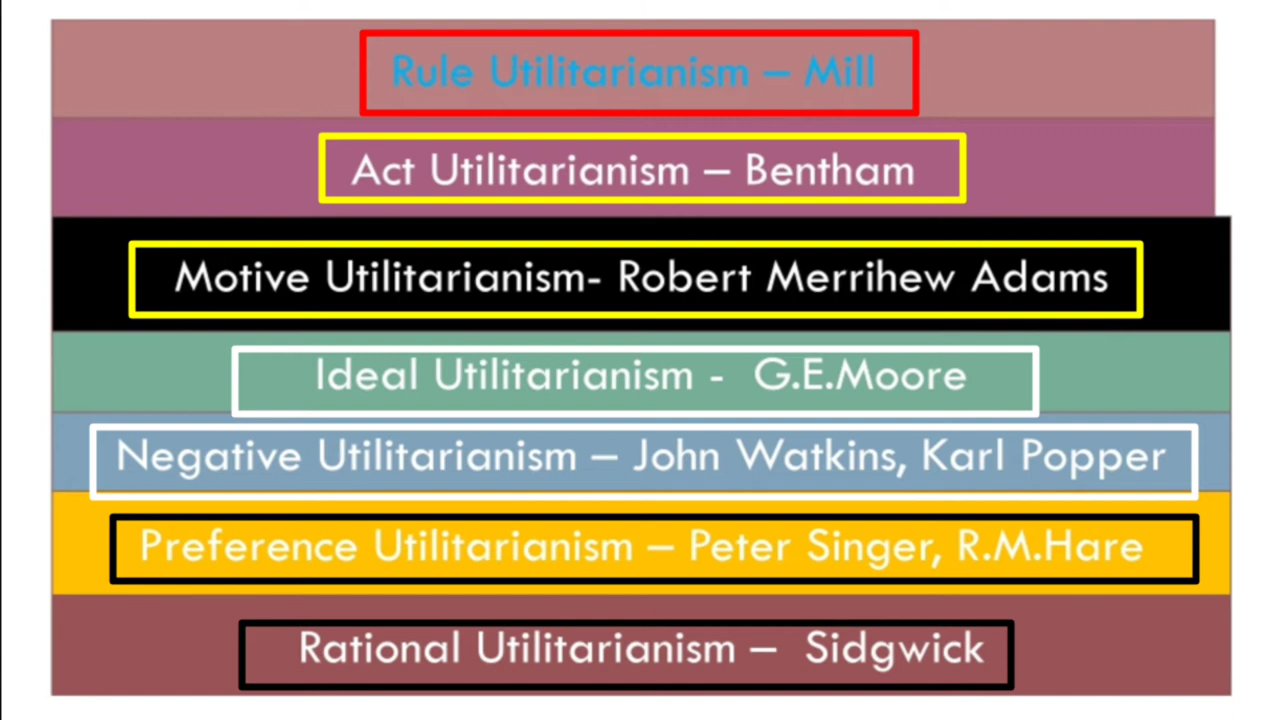 Rule Utilitarianism – Mill
Act Utilitarianism – Bentham
Motive Utilitarianism- Robert Merrihew Adams
Ideal Utilitarianism - G.E.Moore
Negative Utilitarianism – John Watkins, Karl Popper
Preference Utilitarianism – Peter Singer, R.M.Hare
Rational Utilitarianism – Sidgwick